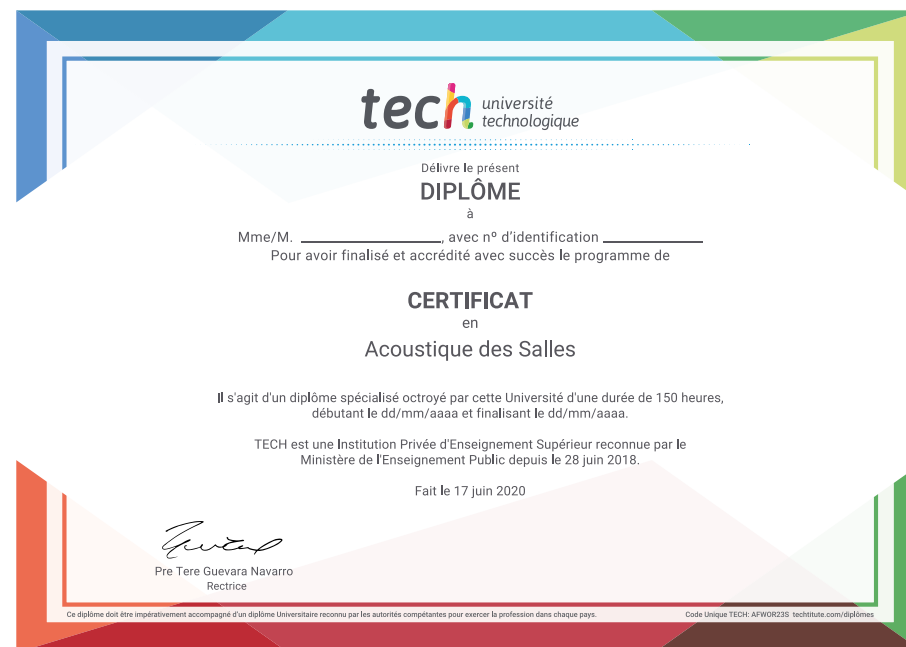 tech université
technologique
Délivre le présent
DIPLÔME
à
Mme/M. ____________________, avec nº d'identification ______________
Pour avoir finalisé et accrédité avec succès le programme de
CERTIFICAT
en
Acoustique des Salles
Il s'agit d'un diplôme spécialisé octroyé par cette Université d'une durée de 150 heures,
débutant le dd/mm/aaaa et finalisant le dd/mm/aaaa.
TECH est une Institution Privée d'Enseignement Supérieur reconnue par le
Ministère de l'Enseignement Public depuis le 28 juin 2018.
Fait le 17 juin 2020
Pre Tere Guevara Navarro
Rectrice
Ce diplôme doit être impérativement accompagné d'un diplôme Universitaire reconnu par les autorités compétentes pour exercer la profession dans chaque pays.
Code Unique TECH: AFWOR23S techtitute.com/diplômes